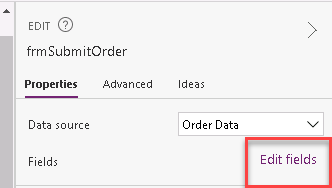 EDIT ?
frmSubmitOrder
Properties Advanced Ideas
Data source Order Data
Fields Edit fields